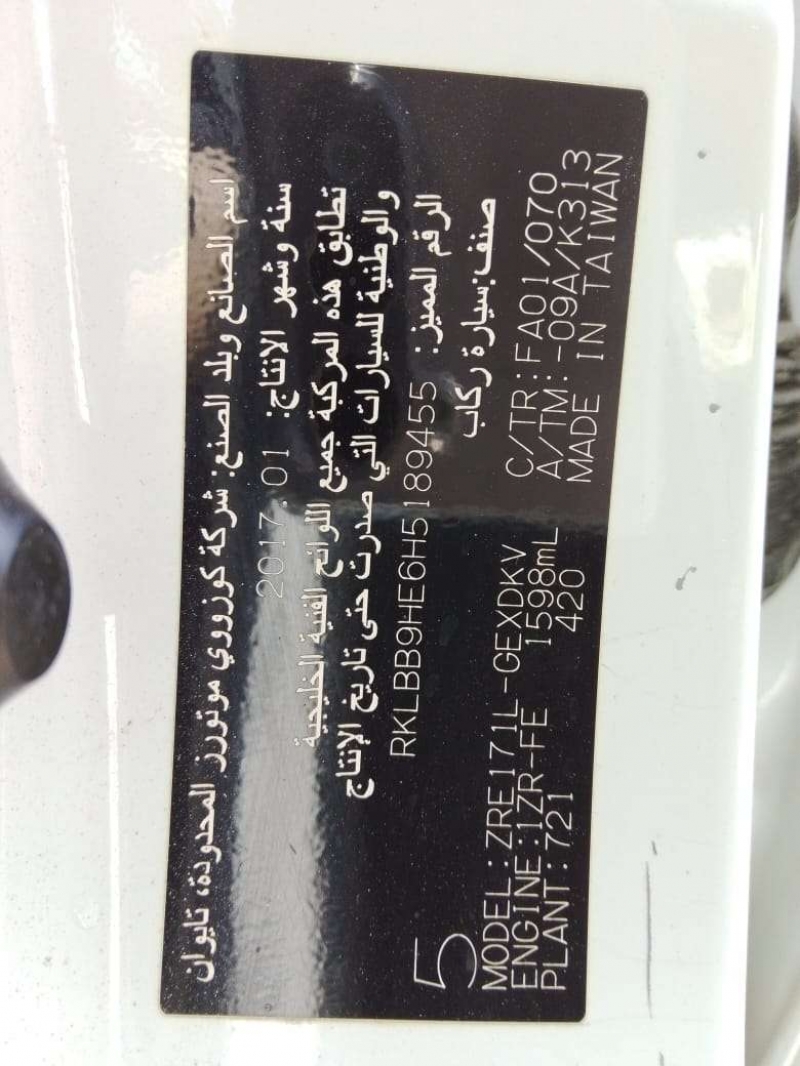 اسم الصانع وبلد الصنع: شركة كوزووي موتورز المحدودة، تايوان
سنة وشهر الانتاج: 2017.01
تطابق هذه المركبة جميع اللوائح الفنية الخليجية
والوطنية للسيارات التي صدرت حتى تاريخ الإنتاج
الرقم المميز: RKLBB9HE6H5189455
صنف:سيارة ركاب
5
MODEL:ZRE171L-GEXDKV C/TR:FA01/070
ENGINE:1ZR-FE 1598mL A/TM:-09A/K313
PLANT:721 420 MADE IN TAIWAN